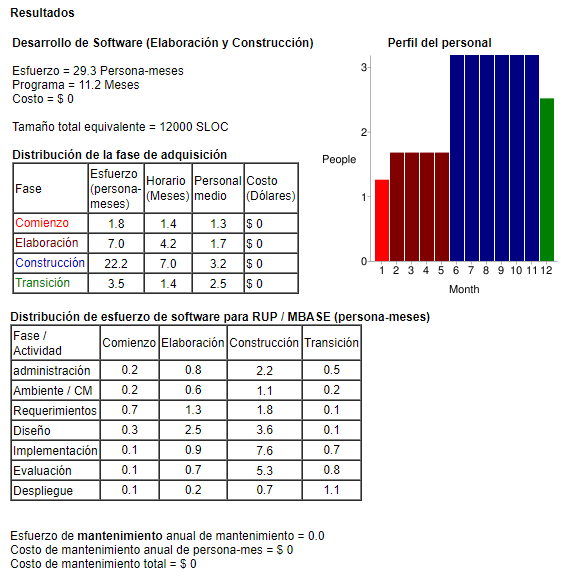 Resultados
Desarrollo de Software (Elaboración y Construcción)
Esfuerzo = 29.3 Persona-meses
Programa = 11.2 Meses
Costo = $ 0
Tamaño total equivalente = 12000 SLOC
Perfil del personal
3
2
People
1
0
1 2 3 4 5 6 7 8 9 10 11 12
Month
Distribución de la fase de adquisición
Fase Esfuerzo (persona-meses) Horario (Meses) Personal medio Costo (Dólares)
Comienzo 1.8 1.4 1.3 $ 0
Elaboración 7.0 4.2 1.7 $ 0
Construcción 22.2 7.0 3.2 $ 0
Transición 3.5 1.4 2.5 $ 0
Distribución de esfuerzo de software para RUP / MBASE (persona-meses)
Fase / Actividad Comienzo Elaboración Construcción Transición
administración 0.2 0.8 2.2 0.5
Ambiente / CM 0.2 0.6 1.1 0.2
Requerimientos 0.7 1.3 1.8 0.1
Diseño 0.3 2.5 3.6 0.1
Implementación 0.1 0.9 7.6 0.7
Evaluación 0.1 0.7 5.3 0.8
Despliegue 0.1 0.2 0.7 1.1
Esfuerzo de mantenimiento anual de mantenimiento = 0.0
Costo de mantenimiento anual de persona-mes = $ 0
Costo de mantenimiento total = $ 0